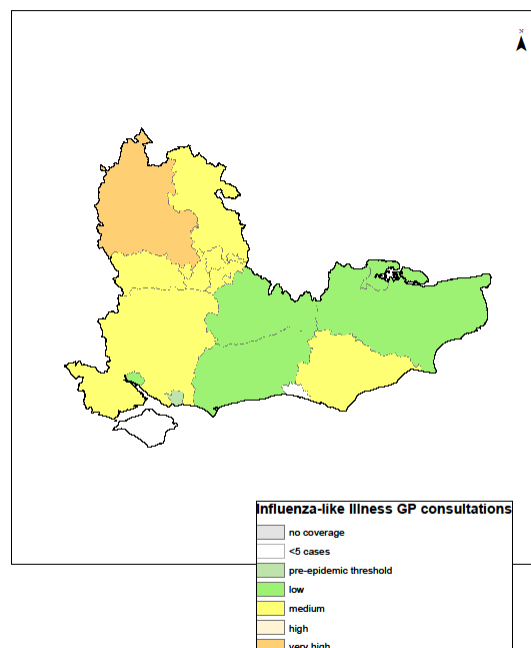 N
Influenza-like Illness GP consultations
no coverage
<5 cases
pre-epidemic threshold
low
medium
high
very high